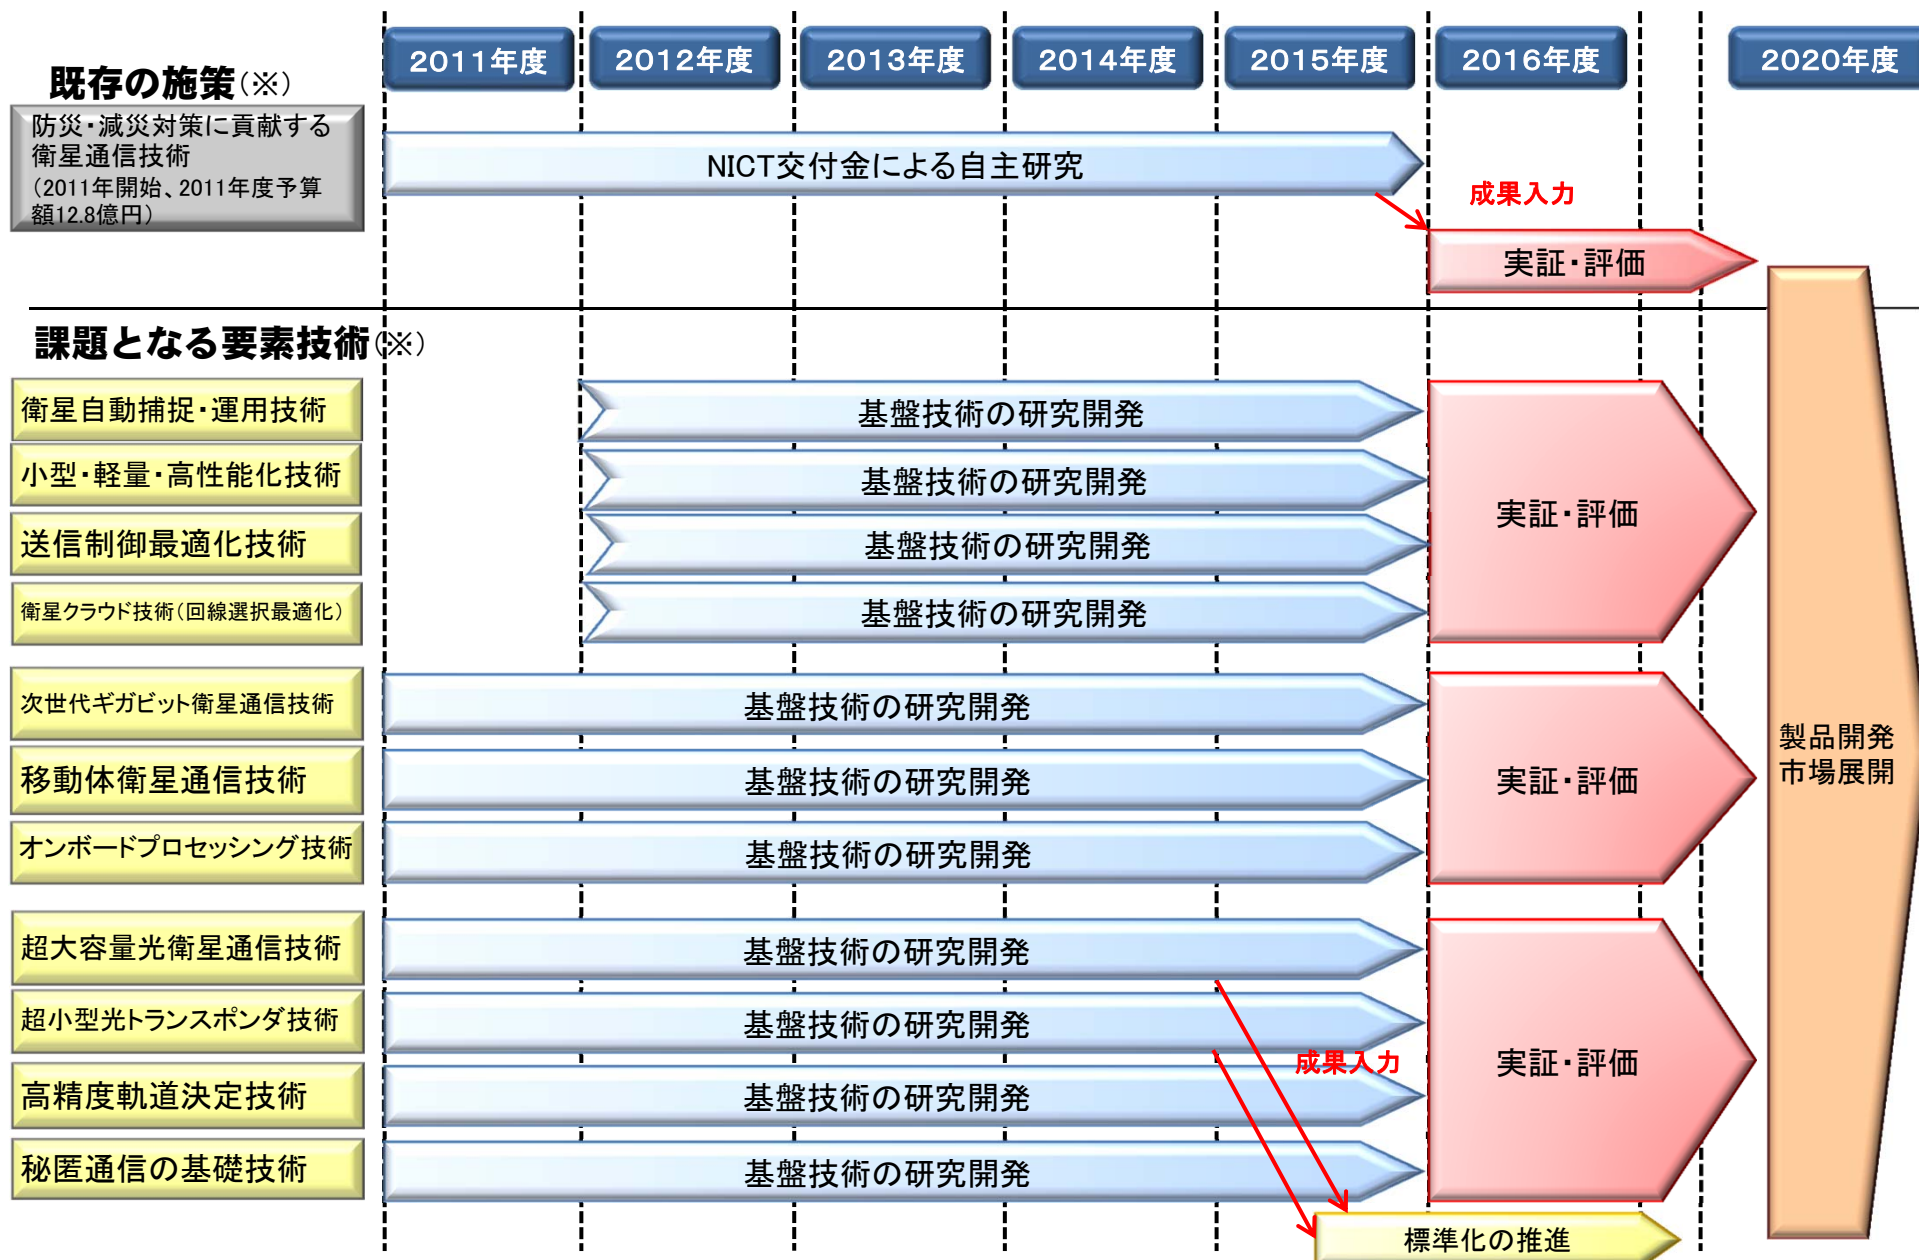 2011年度
2012年度
2013年度
2014年度
2015年度
2016年度
2020年度
既存の施策(※)
防災・減災対策に貢献する
衛星通信技術
(2011年開始、2011年度予算
額12.8億円)
NICT交付金による自主研究
成果入力
実証・評価
課題となる要素技術(※)
衛星自動捕捉・運用技術
基盤技術の研究開発
小型・軽量・高性能化技術
基盤技術の研究開発
送信制御最適化技術
基盤技術の研究開発
衛星クラウド技術(回線選択最適化)
基盤技術の研究開発
実証・評価
次世代ギガビット衛星通信技術
基盤技術の研究開発
移動体衛星通信技術
基盤技術の研究開発
オンボードプロセッシング技術
基盤技術の研究開発
実証・評価
製品開発
市場展開
超大容量光衛星通信技術
基盤技術の研究開発
超小型光トランスポンダ技術
基盤技術の研究開発
成果入力
高精度軌道決定技術
基盤技術の研究開発
秘匿通信の基礎技術
基盤技術の研究開発
実証・評価
標準化の推進